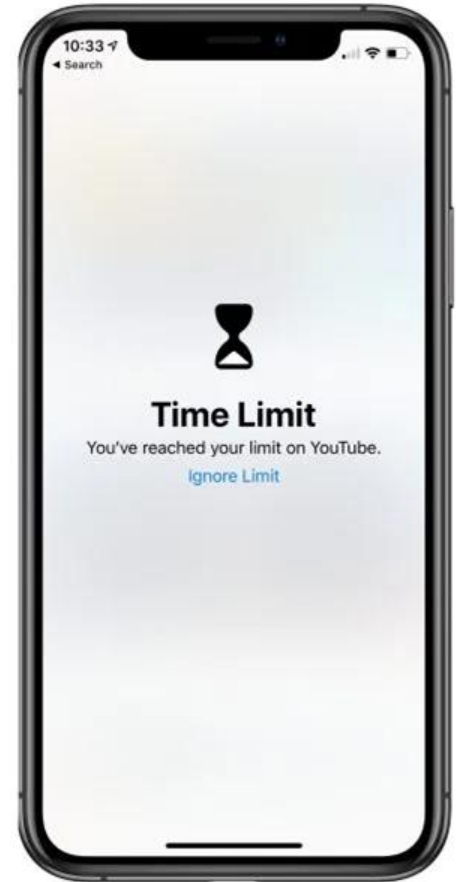 10:33
◀ Search
Time Limit
You've reached your limit on YouTube.
Ignore Limit